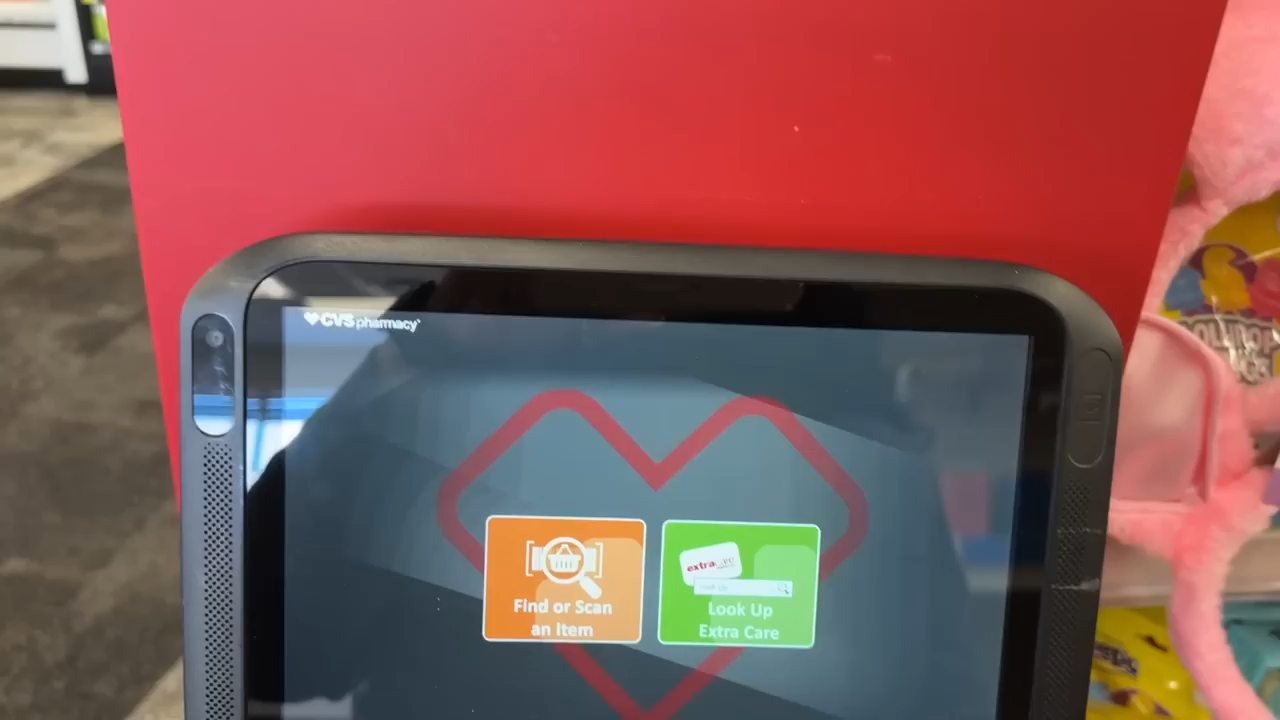 CVS pharmacy
Find or Scan
an Item
extra
Look Up
Extra Care